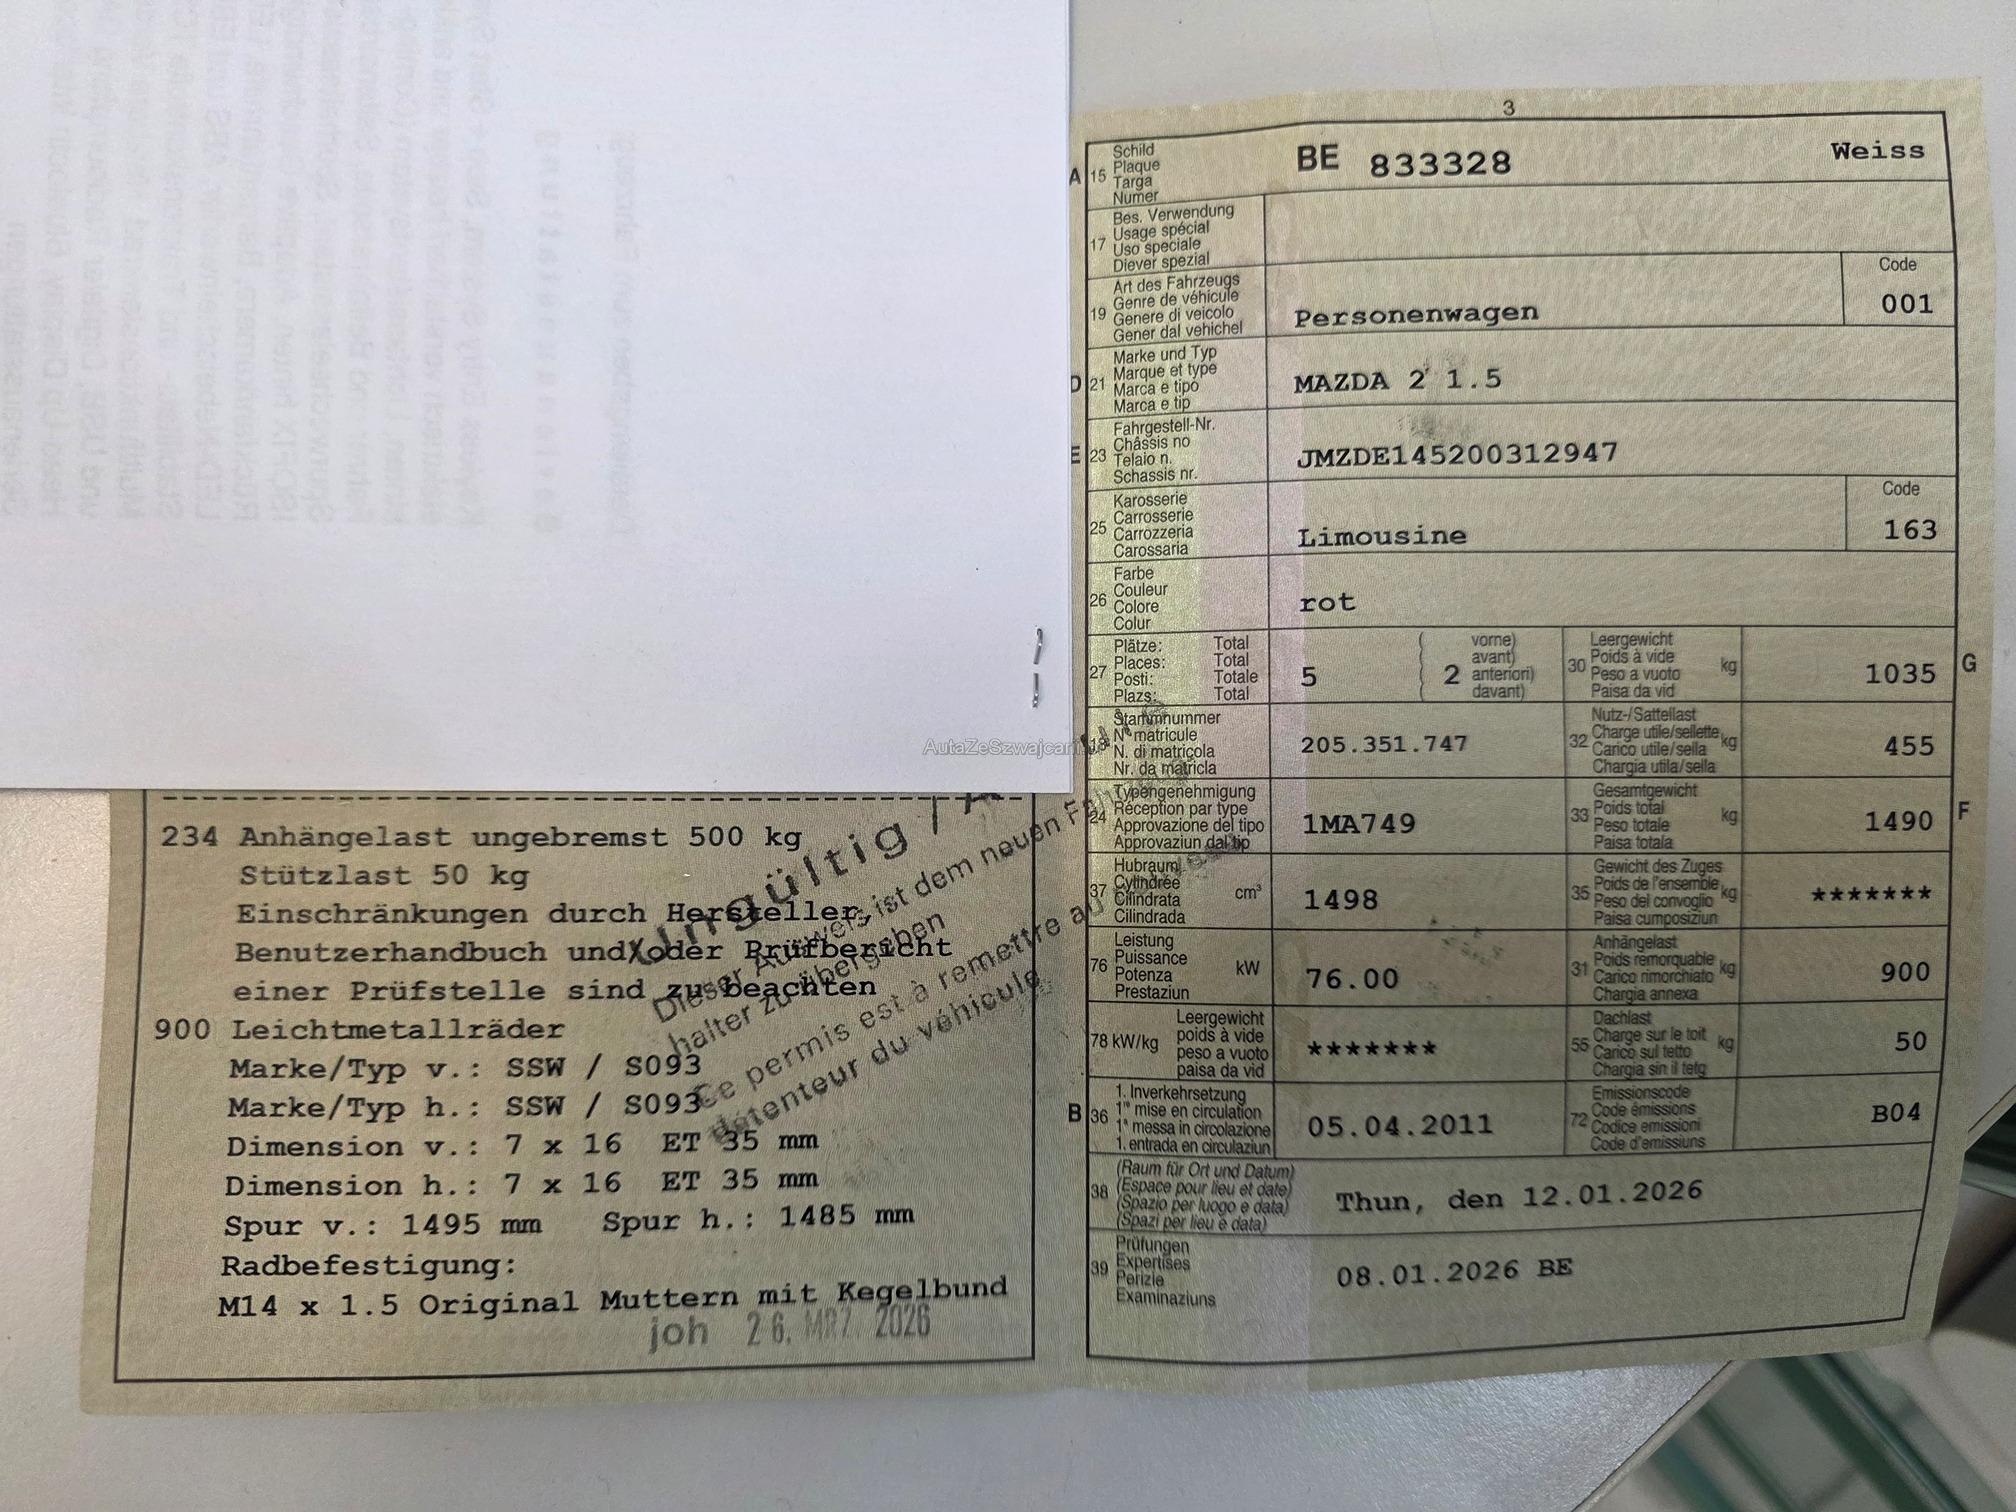 234 Anhängelast ungebremst 500 kg
Stützlast 50 kg
Einschränkungen durch Hersteller,
Benutzerhandbuch und/oder Prüfbericht
einer Prüfstelle sind zu beachten
900 Leichtmetallräder
Marke/Typ v.: SSW / S093
Marke/Typ h.: SSW / S093
Dimension v.: 7 x 16 ET 35 mm
Dimension h.: 7 x 16 ET 35 mm
Spur v.: 1495 mm Spur h.: 1485 mm
Radbefestigung:
M14 x 1.5 Original Muttern mit Kegelbund
joh 26. MRZ. 2026
Ungültig /
Dieser Ausweis ist dem neuen
halter zu übergeben
Ce permis est à remettre au
détenteur du véhicule
3
A 15 Schild
Plaque
Targa
Numer
BE 833328 Weiss
17 Bes. Verwendung
Usage spécial
Uso speciale
Diever spezial
19 Art des Fahrzeugs
Genre de véhicule
Genere di veicolo
Gener dal vehichel
Personenwagen
Code
001
D 21 Marke und Typ
Marque et type
Marca e tipo
Marca e tip
MAZDA 2 1.5
E 23 Fahrgestell-Nr.
Châssis no
Telaio n.
Schassis nr.
JMZDE145200312947
25 Karosserie
Carrosserie
Carrozzeria
Carossaria
Limousine
Code
163
26 Farbe
Couleur
Colore
Colur
rot
27 Plätze: Total
Places: Total
Posti: Totale
Plazs: Total
5
2
vorne)
avant)
anteriori)
davant)
30 Leergewicht
Poids à vide
Peso a vuoto
Paisa da vid
kg
1035
G
18 Stammnummer
N° matricule
N. di matricola
Nr. da matricla
205.351.747
32 Nutz-/Sattellast
Charge utile/sellette
Carico utile/sella
Chargia utila/sella
kg
455
24 Typengenehmigung
Réception par type
Approvazione del tipo
Approvaziun dal tip
1MA749
33 Gesamtgewicht
Poids total
Peso totale
Paisa totala
kg
1490
F
37 Hubraum
Cylindrée
Cilindrata
Cilindrada
cm³
1498
35 Gewicht des Zuges
Poids de l'ensemble
Peso del convoglio
Paisa cumposiziun
kg
*******
76 Leistung
Puissance
Potenza
Prestaziun
kW
76.00
31 Anhängelast
Poids remorquable
Carico rimorchiato
Chargia annexa
kg
900
78 kW/kg
Leergewicht
poids à vide
peso a vuoto
paisa da vid
*******
55 Dachlast
Charge sur le toit
Carico sul tetto
Chargia sin il tetg
kg
50
B 36 1. Inverkehrsetzung
1re mise en circulation
1a messa in circolazione
1. entrada en circulaziun
05.04.2011
72 Emissionscode
Code émissions
Codice emissioni
Code d'emissiuns
B04
38 (Raum für Ort und Datum)
(Espace pour lieu et date)
(Spazio per luogo e data)
(Spazi per lieu e data)
Thun, den 12.01.2026
39 Prüfungen
Expertises
Perizie
Examinaziuns
08.01.2026 BE